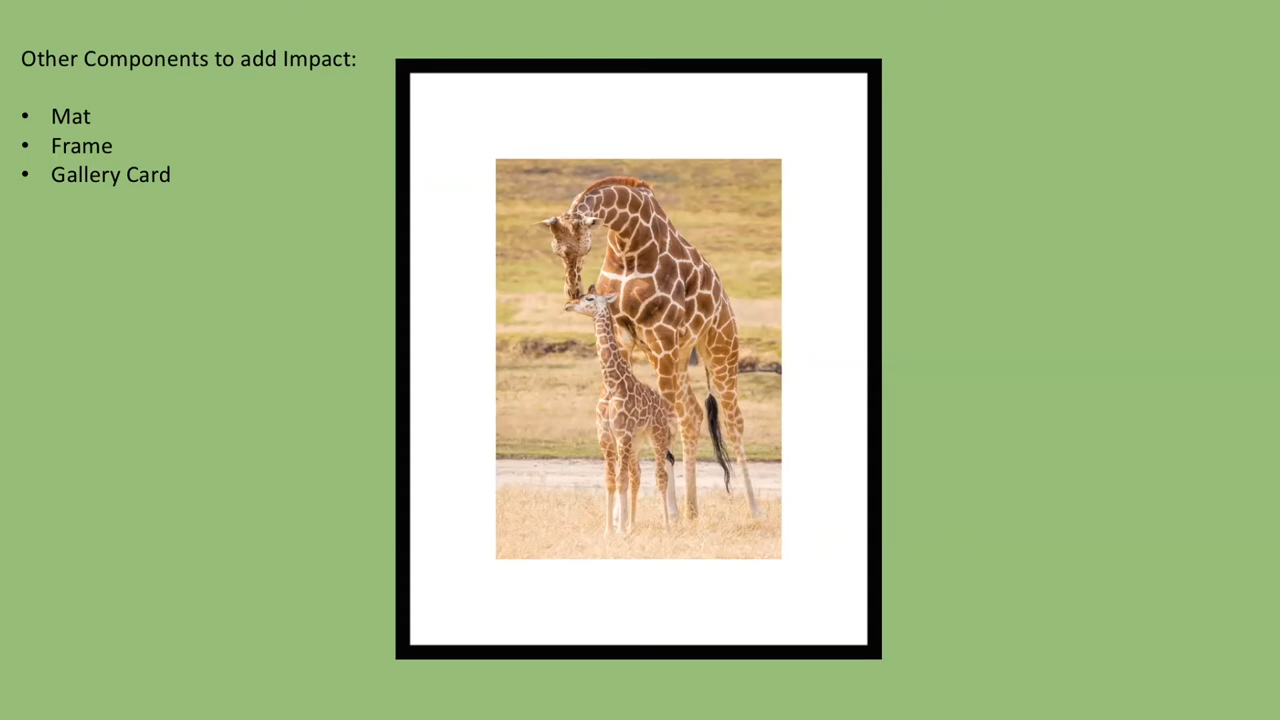 Other Components to add Impact:
• Mat
• Frame
• Gallery Card